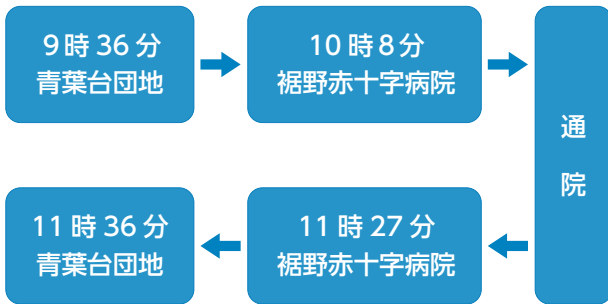 9時36分
青葉台団地
10時8分
裾野赤十字病院
通院
11時27分
裾野赤十字病院
11時36分
青葉台団地